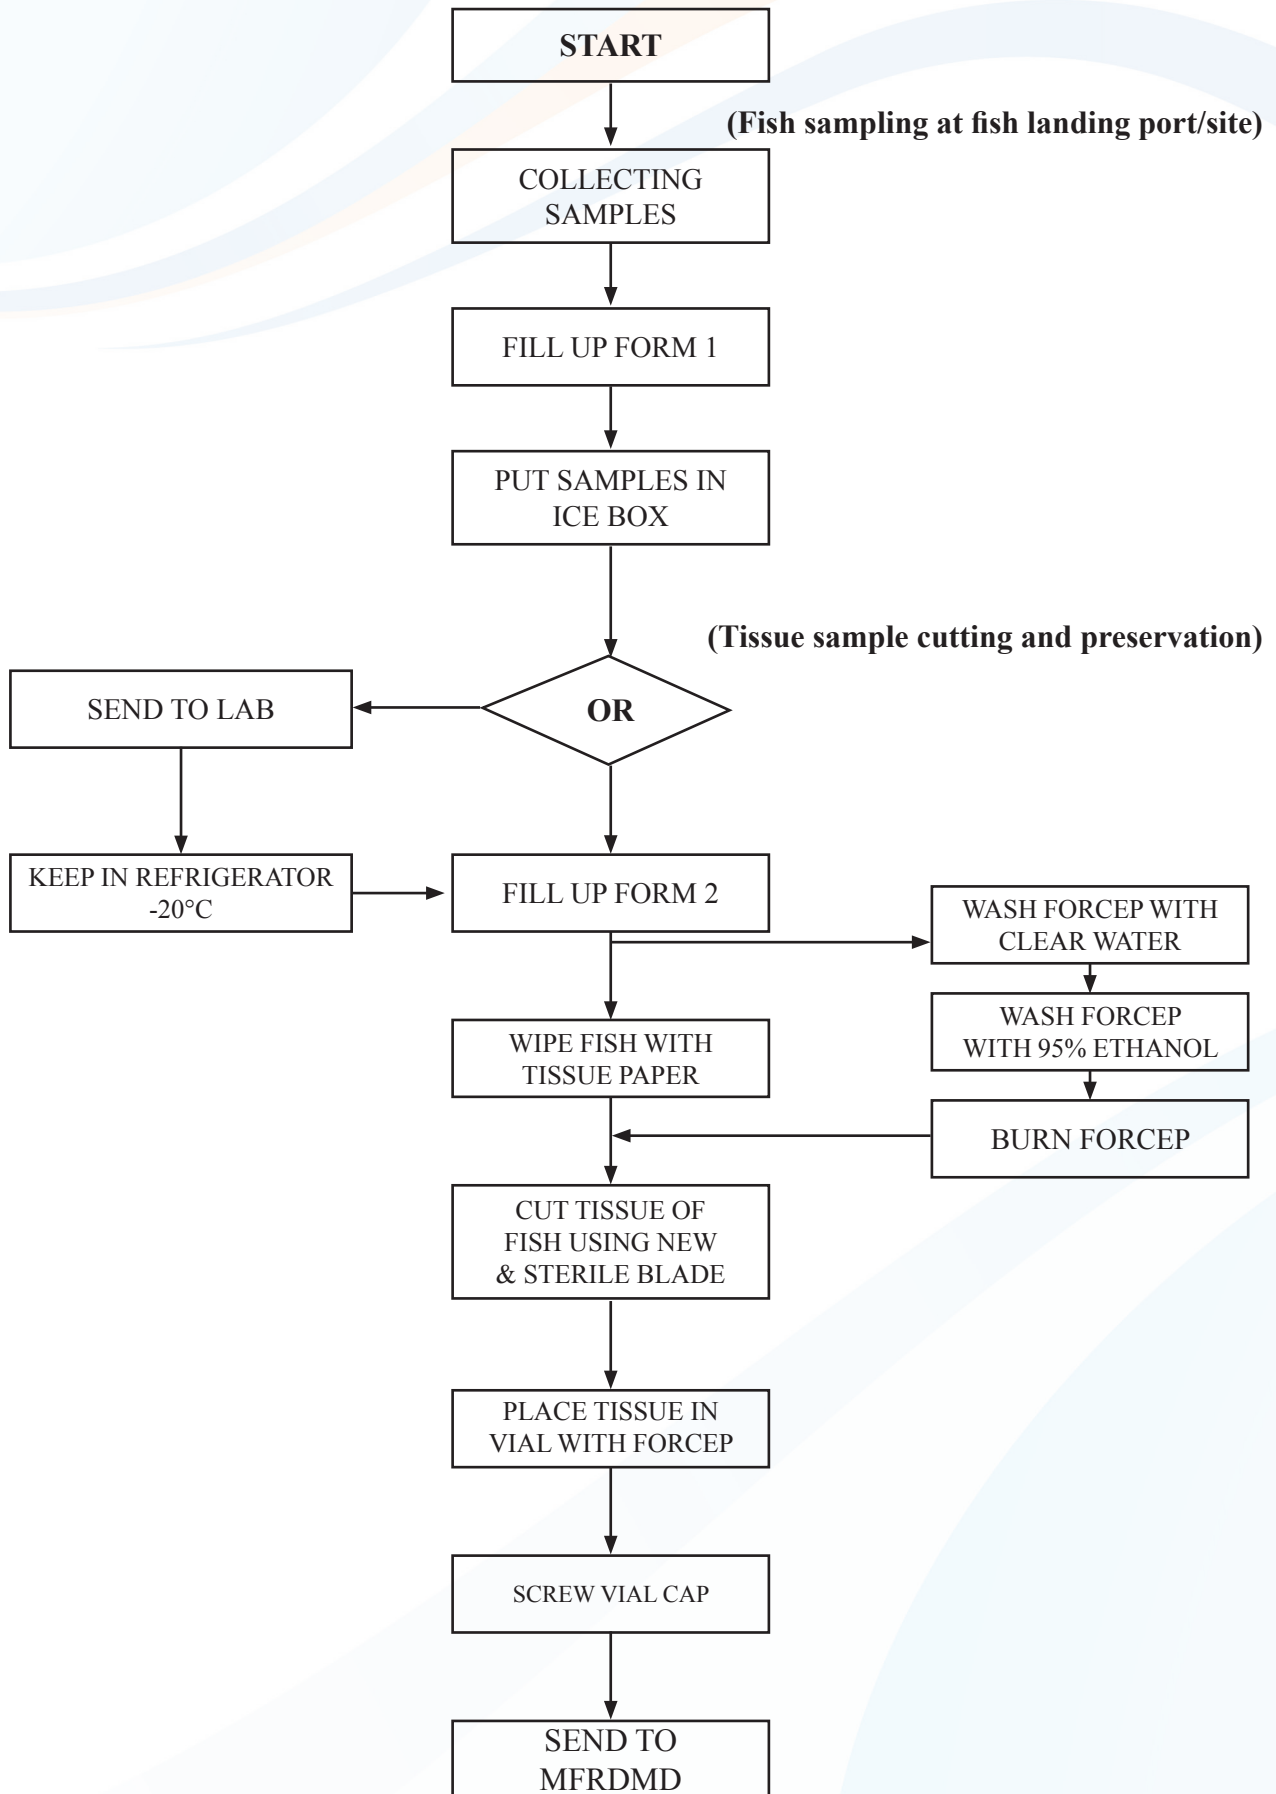 START
(Fish sampling at fish landing port/site)
COLLECTING
SAMPLES
FILL UP FORM 1
PUT SAMPLES IN
ICE BOX
(Tissue sample cutting and preservation)
SEND TO LAB
OR
KEEP IN REFRIGERATOR
-20°C
FILL UP FORM 2
WASH FORCEP WITH
CLEAR WATER
WASH FORCEP
WITH 95% ETHANOL
WIPE FISH WITH
TISSUE PAPER
BURN FORCEP
CUT TISSUE OF
FISH USING NEW
& STERILE BLADE
PLACE TISSUE IN
VIAL WITH FORCEP
SCREW VIAL CAP
SEND TO
MFRDMD